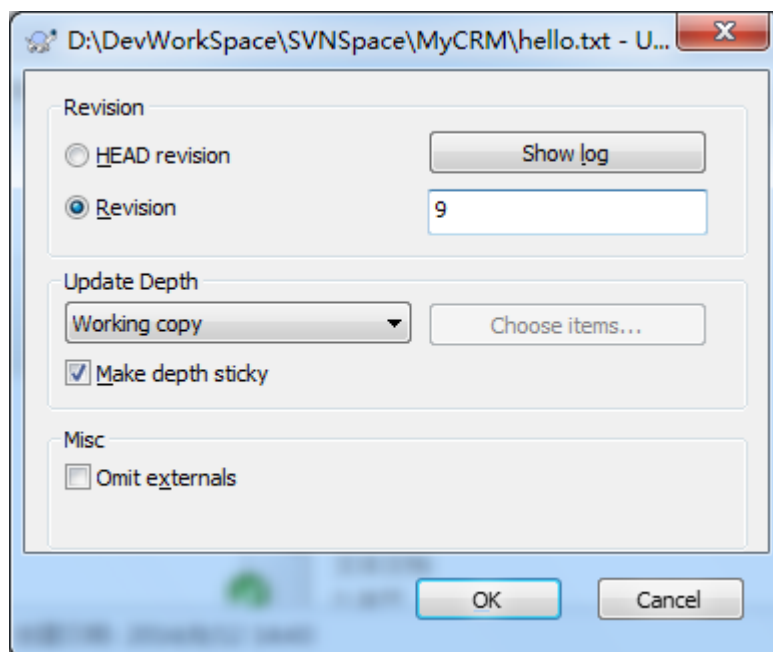 D:\DevWorkSpace\SVNSpace\MyCRM\hello.txt - U...
Revision
HEAD revision
Show log
Revision
9
Update Depth
Working copy
Choose items...
Make depth sticky
Misc
Omit externals
OK
Cancel